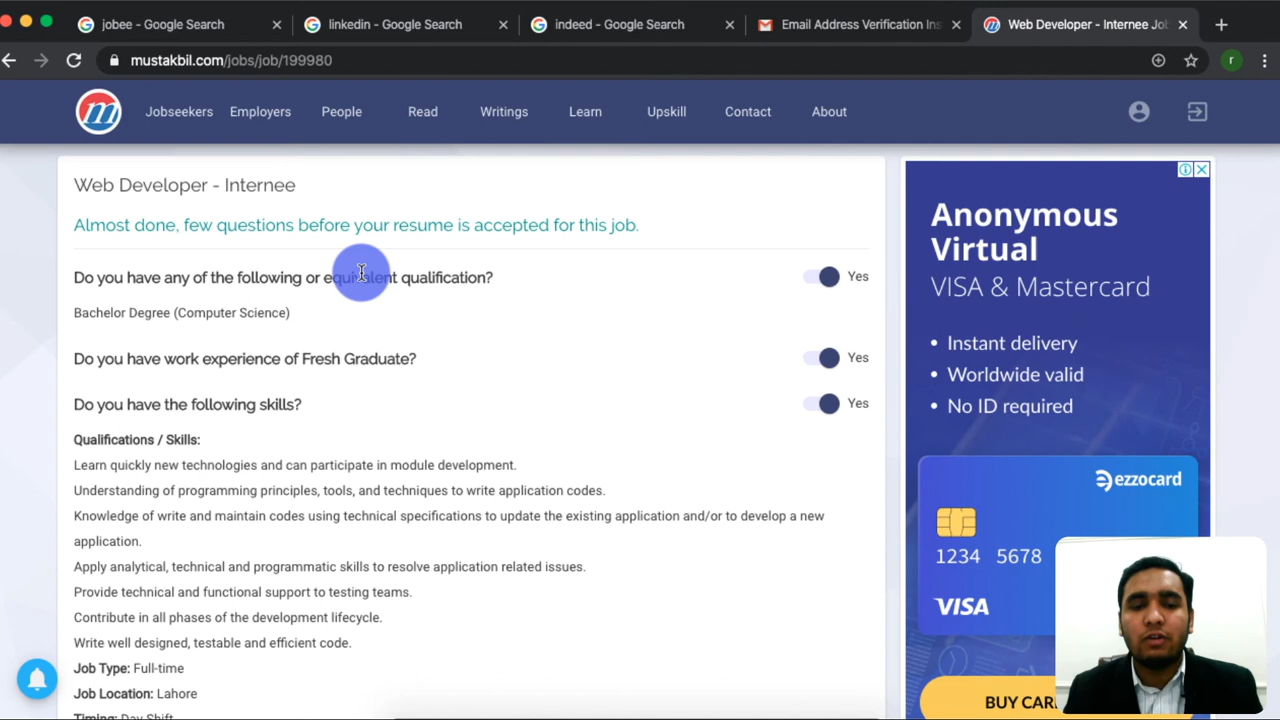 jobee - Google Search
linkedin - Google Search
indeed - Google Search
Email Address Verification Ins
Web Developer - Internee Job
mustakbil.com/jobs/job/199980
r
m
Jobseekers Employers People Read Writings Learn Upskill Contact About
Web Developer - Internee
Almost done, few questions before your resume is accepted for this job.
Do you have any of the following or equivalent qualification? Yes
Bachelor Degree (Computer Science)
Do you have work experience of Fresh Graduate? Yes
Do you have the following skills? Yes
Qualifications / Skills:
Learn quickly new technologies and can participate in module development.
Understanding of programming principles, tools, and techniques to write application codes.
Knowledge of write and maintain codes using technical specifications to update the existing application and/or to develop a new
application.
Apply analytical, technical and programmatic skills to resolve application related issues.
Provide technical and functional support to testing teams.
Contribute in all phases of the development lifecycle.
Write well designed, testable and efficient code.
Job Type: Full-time
Job Location: Lahore
Timing: Day Shift
Anonymous
Virtual
VISA & Mastercard
• Instant delivery
• Worldwide valid
• No ID required
ezzocard
1234 5678
VISA
BUY CAR